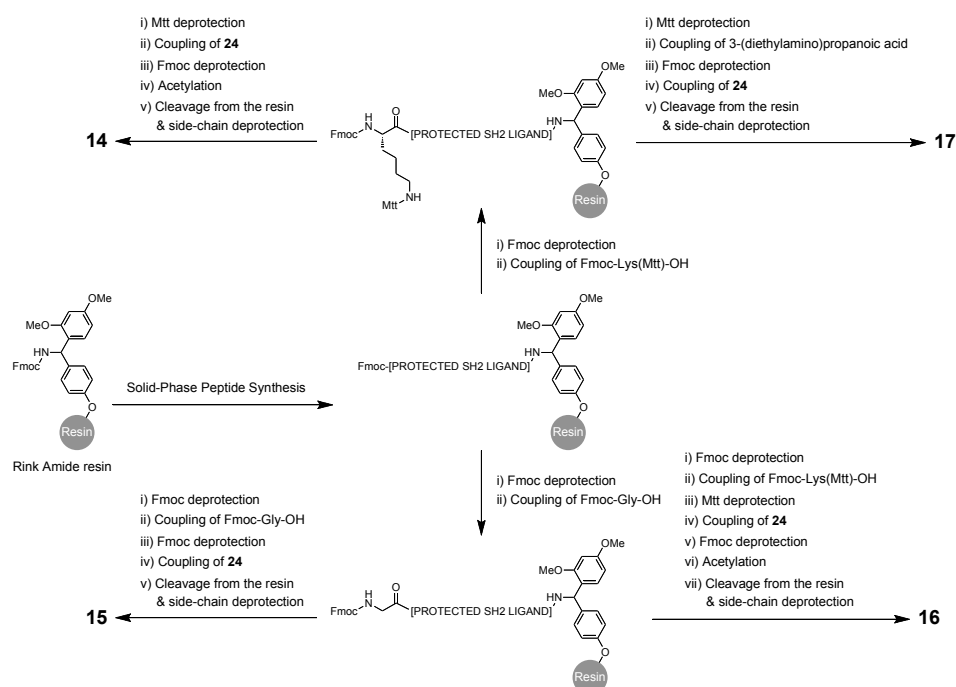 i) Mtt deprotection
ii) Coupling of 24
iii) Fmoc deprotection
iv) Acetylation
v) Cleavage from the resin
& side-chain deprotection
14
Fmoc
H
N
O
[PROTECTED SH2 LIGAND]
HN
MeO
OMe
O
Resin
NH
Mtt
i) Mtt deprotection
ii) Coupling of 3-(diethylamino)propanoic acid
iii) Fmoc deprotection
iv) Coupling of 24
v) Cleavage from the resin
& side-chain deprotection
17
i) Fmoc deprotection
ii) Coupling of Fmoc-Lys(Mtt)-OH
OMe
MeO
HN
Fmoc
O
Resin
Rink Amide resin
Solid-Phase Peptide Synthesis
Fmoc-[PROTECTED SH2 LIGAND]
HN
MeO
OMe
O
Resin
i) Fmoc deprotection
ii) Coupling of Fmoc-Gly-OH
i) Fmoc deprotection
ii) Coupling of Fmoc-Gly-OH
iii) Fmoc deprotection
iv) Coupling of 24
v) Cleavage from the resin
& side-chain deprotection
15
Fmoc
H
N
O
[PROTECTED SH2 LIGAND]
HN
MeO
OMe
O
Resin
i) Fmoc deprotection
ii) Coupling of Fmoc-Lys(Mtt)-OH
iii) Mtt deprotection
iv) Coupling of 24
v) Fmoc deprotection
vi) Acetylation
vii) Cleavage from the resin
& side-chain deprotection
16